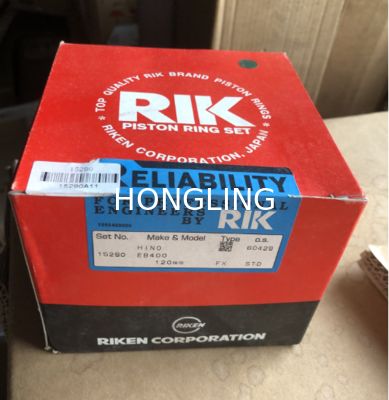 ★ TOP QUALITY RIK BRAND PISTON RINGS ★
RIK
PISTON RING SET
RIKEN CORPORATION, JAPAN
15290
15290A11
RELIABILITY
HONGLING
ENGINEERS
BY RIK
Set No. Make & Model Type D.S.
HINO 60429
15290 EB400
120mm FX STD
RIKEN
RIKEN CORPORATION